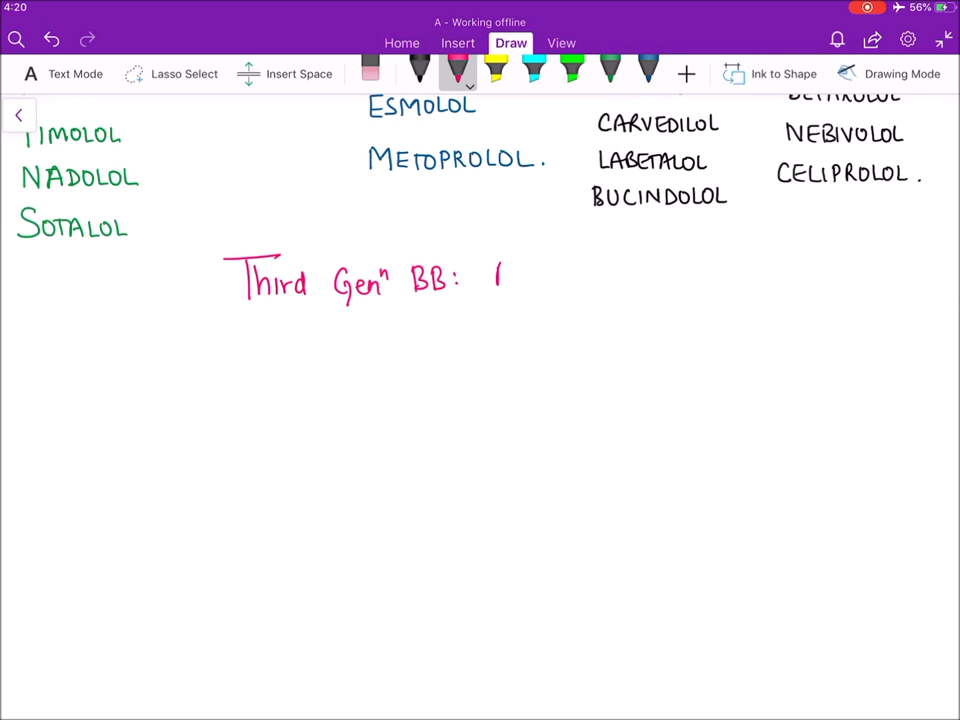 4:20
56%
A - Working offline
Home Insert Draw View
A Text Mode Lasso Select Insert Space Ink to Shape Drawing Mode
TIMOLOL
NADOLOL
SOTALOL
ESMOLOL
METOPROLOL.
CARVEDILOL
LABETALOL
BUCINDOLOL
NEBIVOLOL
CELIPROLOL.
Third Genⁿ BB: